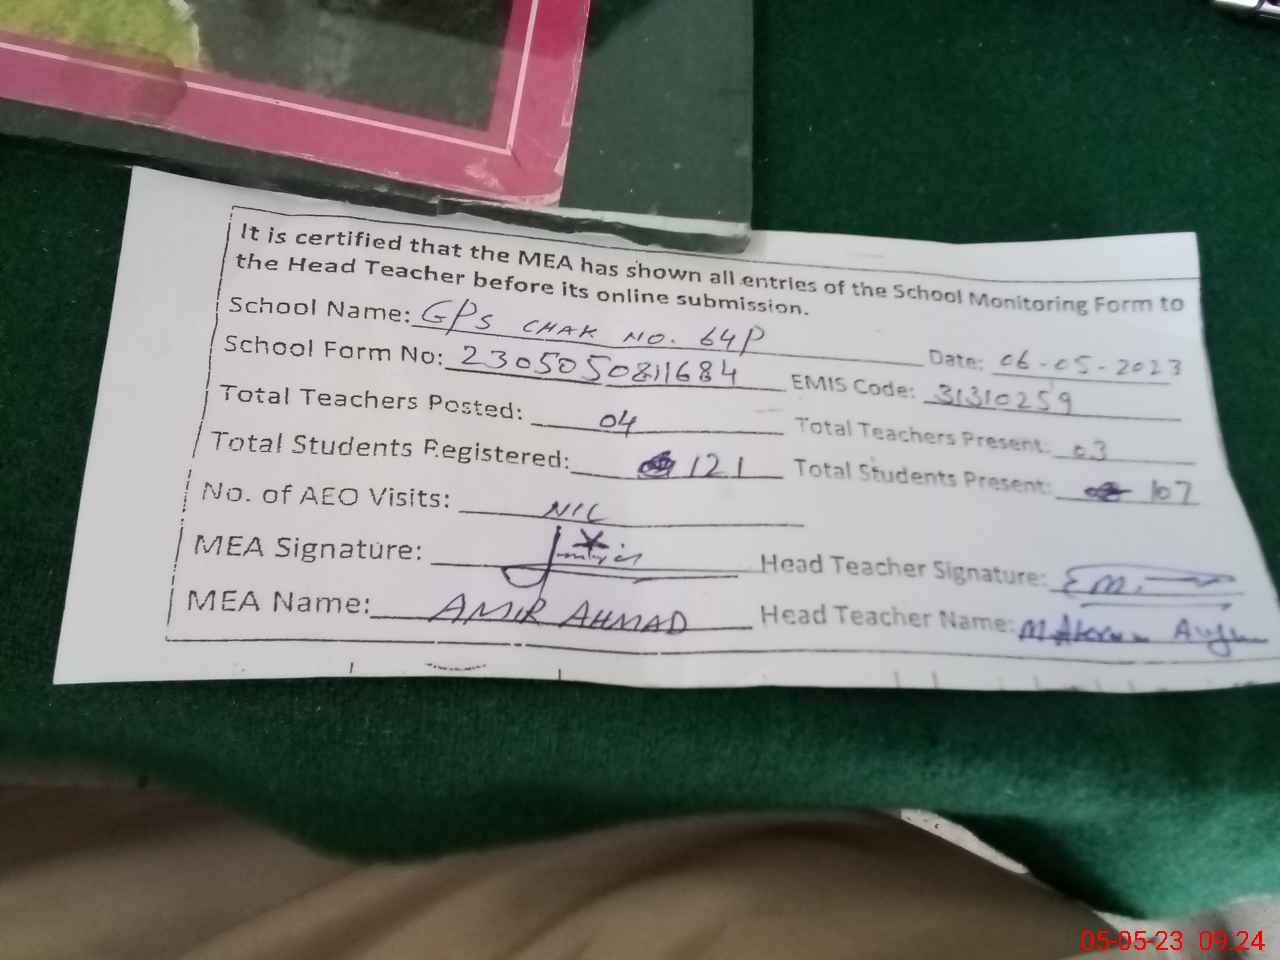 It is certified that the MEA has shown all entries of the School Monitoring Form to
the Head Teacher before its online submission.
School Name: GPS CHAK NO. 64P Date: 06-05-2023
School Form No: 2305050811684 EMIS Code: 31310259
Total Teachers Posted: 04 Total Teachers Present: 03
Total Students Registered: 121 Total Students Present: 107
No. of AEO Visits: NIL
MEA Signature: Head Teacher Signature:
MEA Name: AMIR AHMAD Head Teacher Name: M Akram
05-05-23 09:24